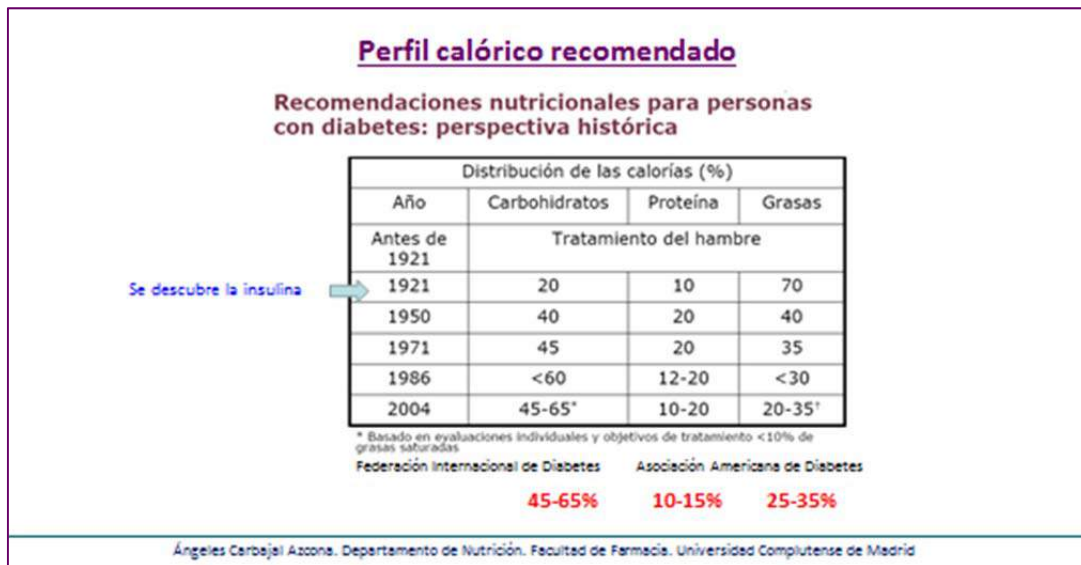 Perfil calórico recomendado
Recomendaciones nutricionales para personas
con diabetes: perspectiva histórica
Distribución de las calorías (%)
Año Carbohidratos Proteína Grasas
Antes de
1921 Tratamiento del hambre
Se descubre la insulina 1921 20 10 70
1950 40 20 40
1971 45 20 35
1986 <60 12-20 <30
2004 45-65* 10-20 20-35†
* Basado en evaluaciones individuales y objetivos de tratamiento <10% de
grasas saturadas
Federación Internacional de Diabetes Asociación Americana de Diabetes
45-65% 10-15% 25-35%
Ángeles Carbajal Azcona. Departamento de Nutrición. Facultad de Farmacia. Universidad Complutense de Madrid